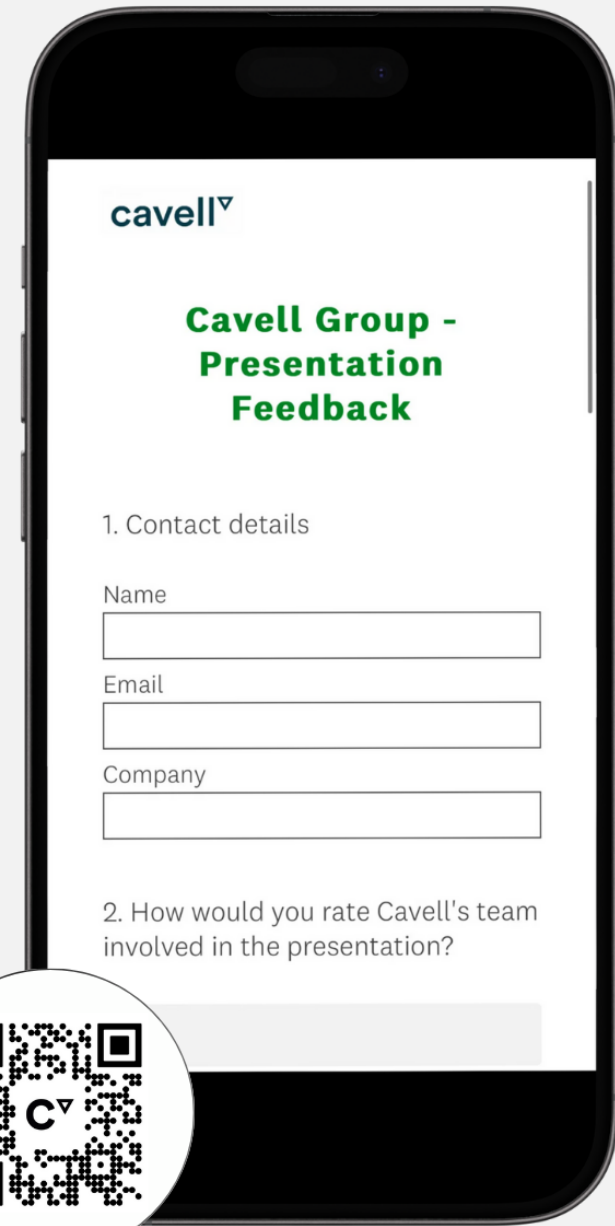 cavell
Cavell Group -
Presentation
Feedback
1. Contact details
Name
Email
Company
2. How would you rate Cavell's team
involved in the presentation?
C